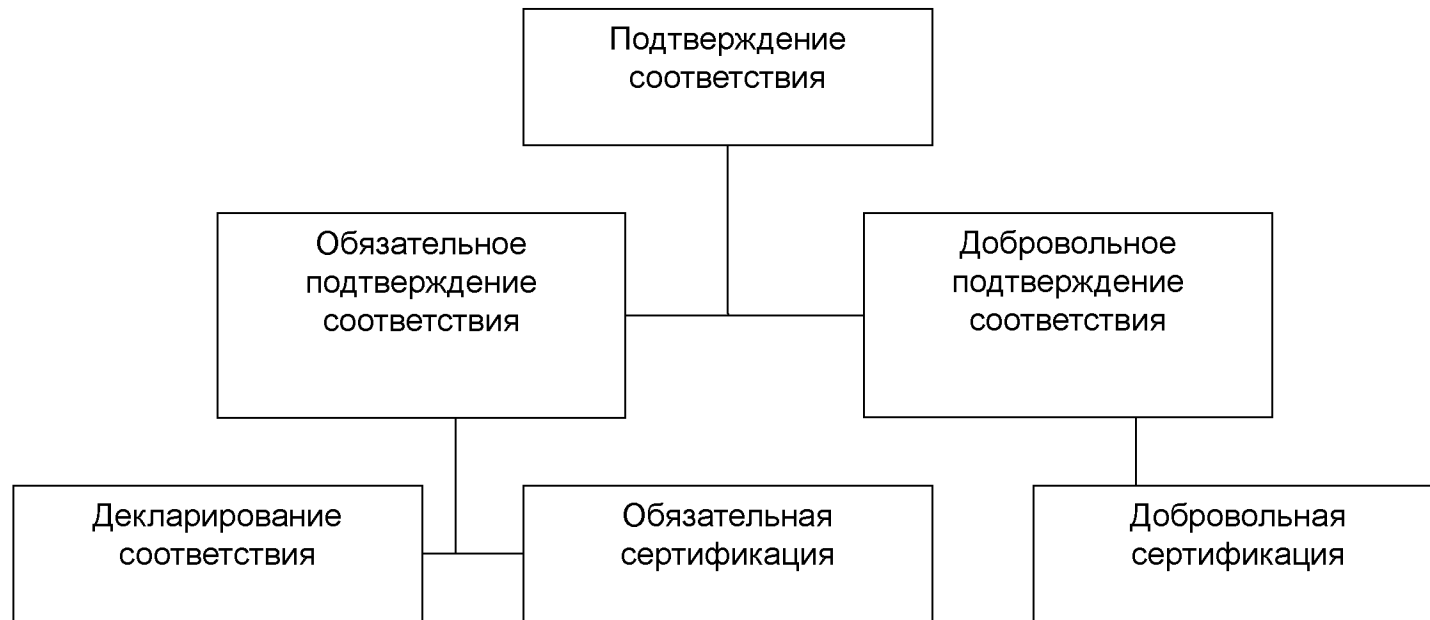 Подтверждение
соответствия
Обязательное
подтверждение
соответствия
Добровольное
подтверждение
соответствия
Декларирование
соответствия
Обязательная
сертификация
Добровольная
сертификация